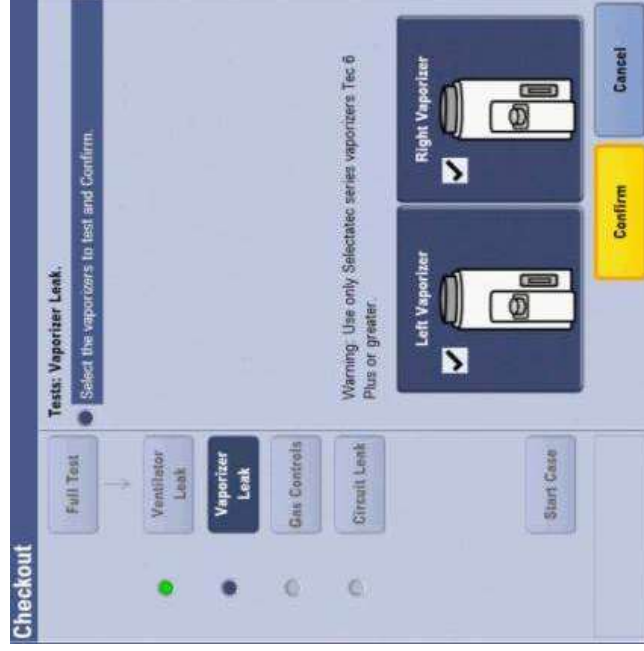 Checkout
Full Test
Ventilator
Leak
Vaporizer
Leak
Gas Controls
Circuit Leak
Start Case
Tests: Vaporizer Leak.
Select the vaporizers to test and Confirm.
Warning: Use only Selectatec series vaporizers Tec 6
Plus or greater.
Left Vaporizer
Right Vaporizer
Confirm
Cancel